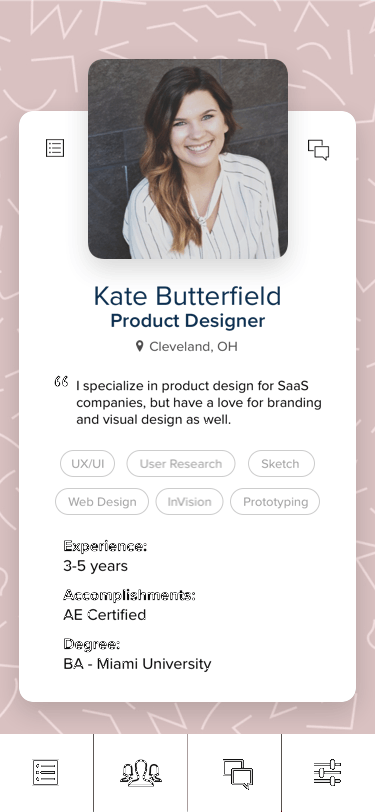 Kate Butterfield
Product Designer
Cleveland, OH
“ I specialize in product design for SaaS
companies, but have a love for branding
and visual design as well.
UX/UI User Research Sketch
Web Design InVision Prototyping
Experience:
3-5 years
Accomplishments:
AE Certified
Degree:
BA - Miami University